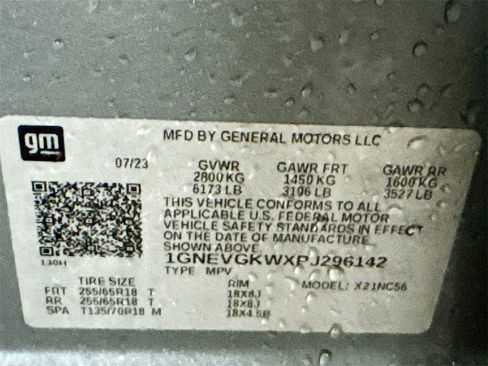 gm
MFD BY GENERAL MOTORS LLC
07/23 GVWR GAWR FRT GAWR RR
2800 KG 1450 KG 1600 KG
6173 LB 3196 LB 3527 LB
THIS VEHICLE CONFORMS TO ALL
APPLICABLE U.S. FEDERAL MOTOR
VEHICLE SAFETY STANDARDS IN EFFECT
ON THE DATE OF MANUFACTURE
SHOWN ABOVE.
1GNEVGKWXPJ296142
TYPE MPV MODEL: X21NC56
130H
TIRE SIZE RIM
FRT 255/65R18 T 18X8J
RR 255/65R18 T 18X8J
SPA T135/70R18 M 18X4.5B